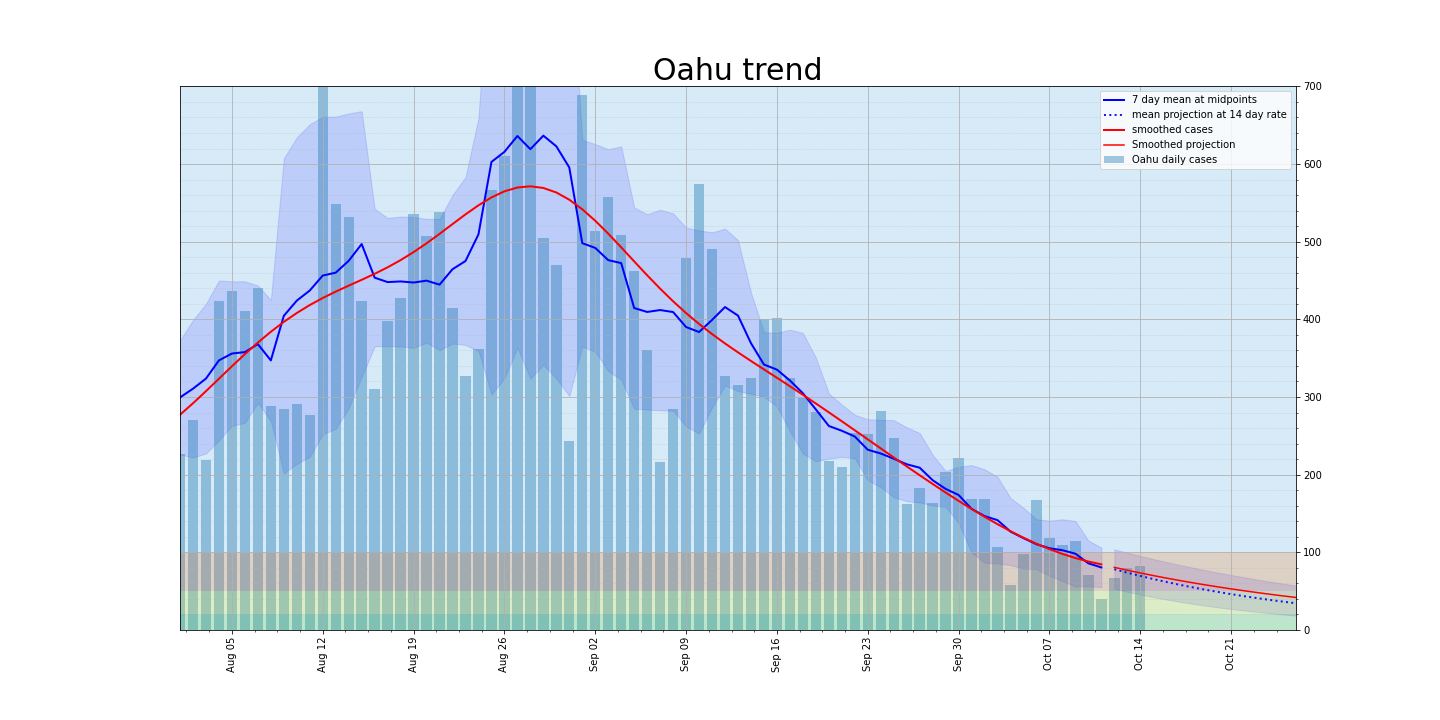 Oahu trend
7 day mean at midpoints
mean projection at 14 day rate
smoothed cases
Smoothed projection
Oahu daily cases
700
600
500
400
300
200
100
0
Aug 05
Aug 12
Aug 19
Aug 26
Sep 02
Sep 09
Sep 16
Sep 23
Sep 30
Oct 07
Oct 14
Oct 21